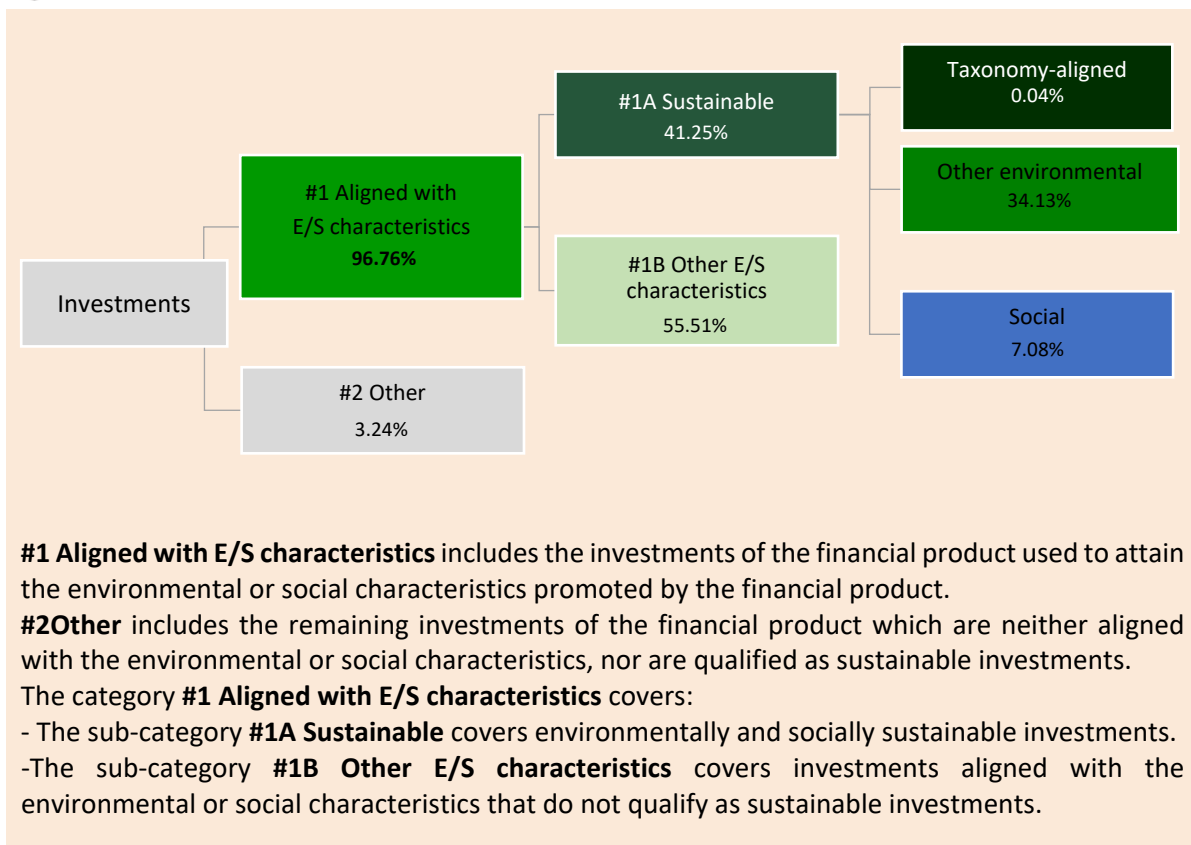 Taxonomy-aligned
0.04%
#1A Sustainable
41.25%
Other environmental
34.13%
#1 Aligned with
E/S characteristics
96.76%
#1B Other E/S
characteristics
55.51%
Investments
Social
7.08%
#2 Other
3.24%
#1 Aligned with E/S characteristics includes the investments of the financial product used to attain
the environmental or social characteristics promoted by the financial product.
#2Other includes the remaining investments of the financial product which are neither aligned
with the environmental or social characteristics, nor are qualified as sustainable investments.
The category #1 Aligned with E/S characteristics covers:
- The sub-category #1A Sustainable covers environmentally and socially sustainable investments.
-The sub-category #1B Other E/S characteristics covers investments aligned with the
environmental or social characteristics that do not qualify as sustainable investments.